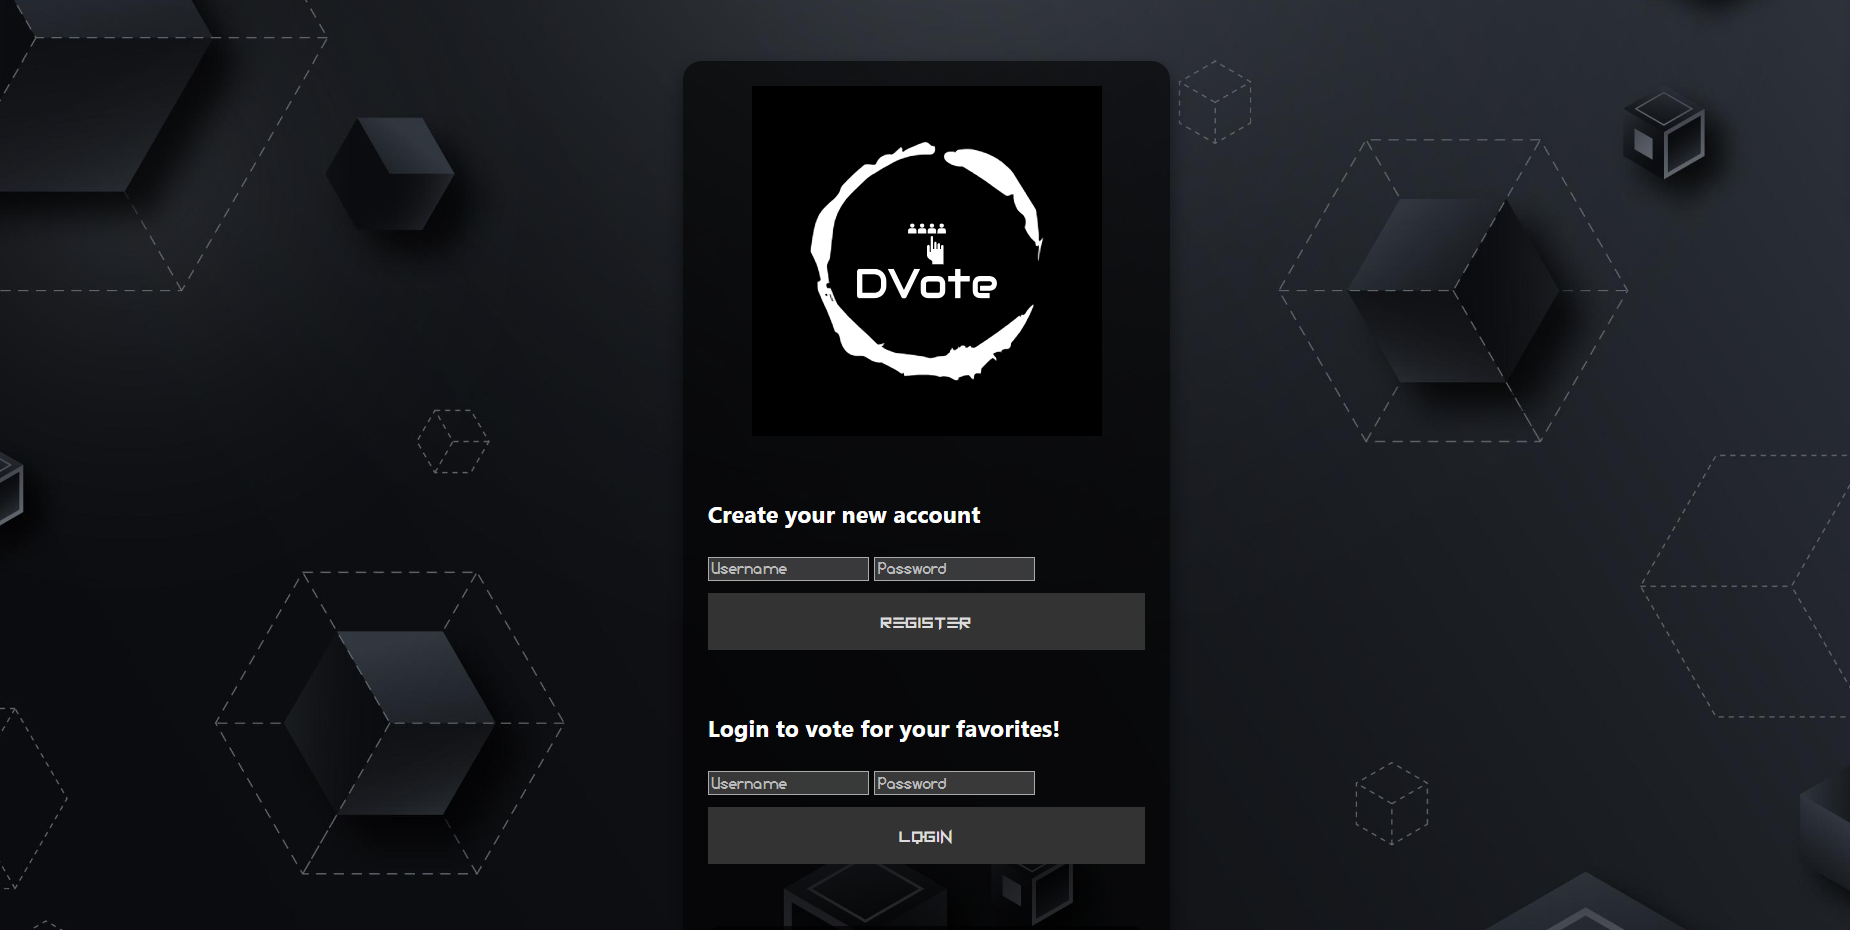 DVote
Create your new account
Username Password
REGISTER
Login to vote for your favorites!
Username Password
LOGIN